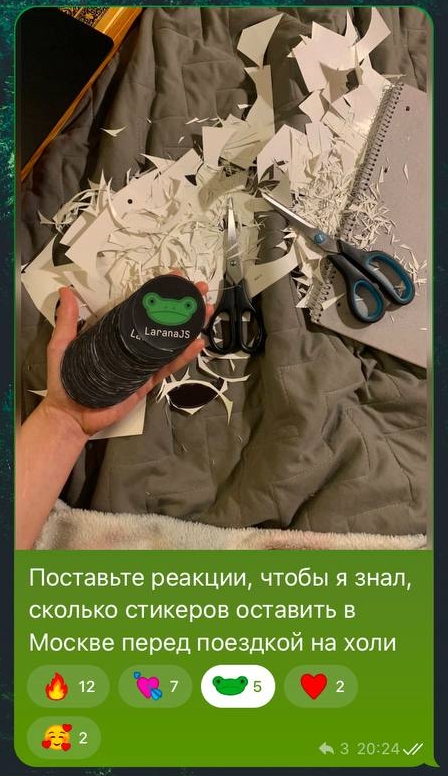 LaranaJS
La
Поставьте реакции, чтобы я знал,
сколько стикеров оставить в
Москве перед поездкой на холи
12
7
5
2
2
3 20:24